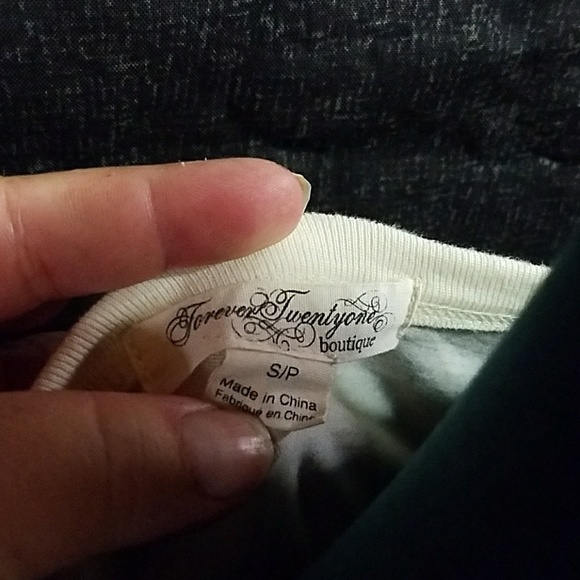 Forever Twentyone
boutique
S/P
Made in China
Fabriqué en Chine